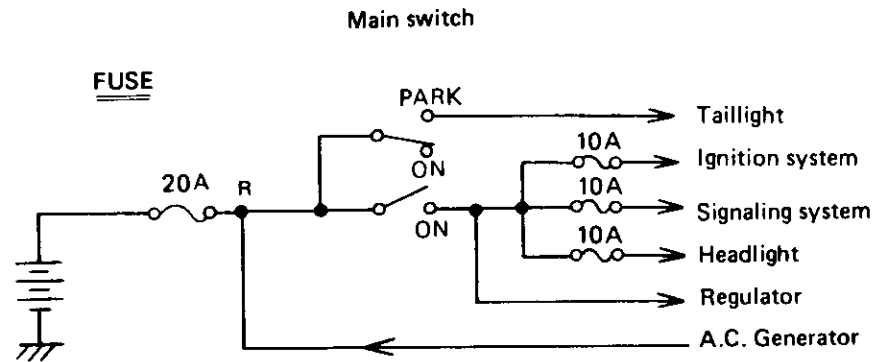 Main switch
FUSE
PARK
Taillight
10A
Ignition system
ON
20A
R
10A
Signaling system
ON
10A
Headlight
Regulator
A.C. Generator